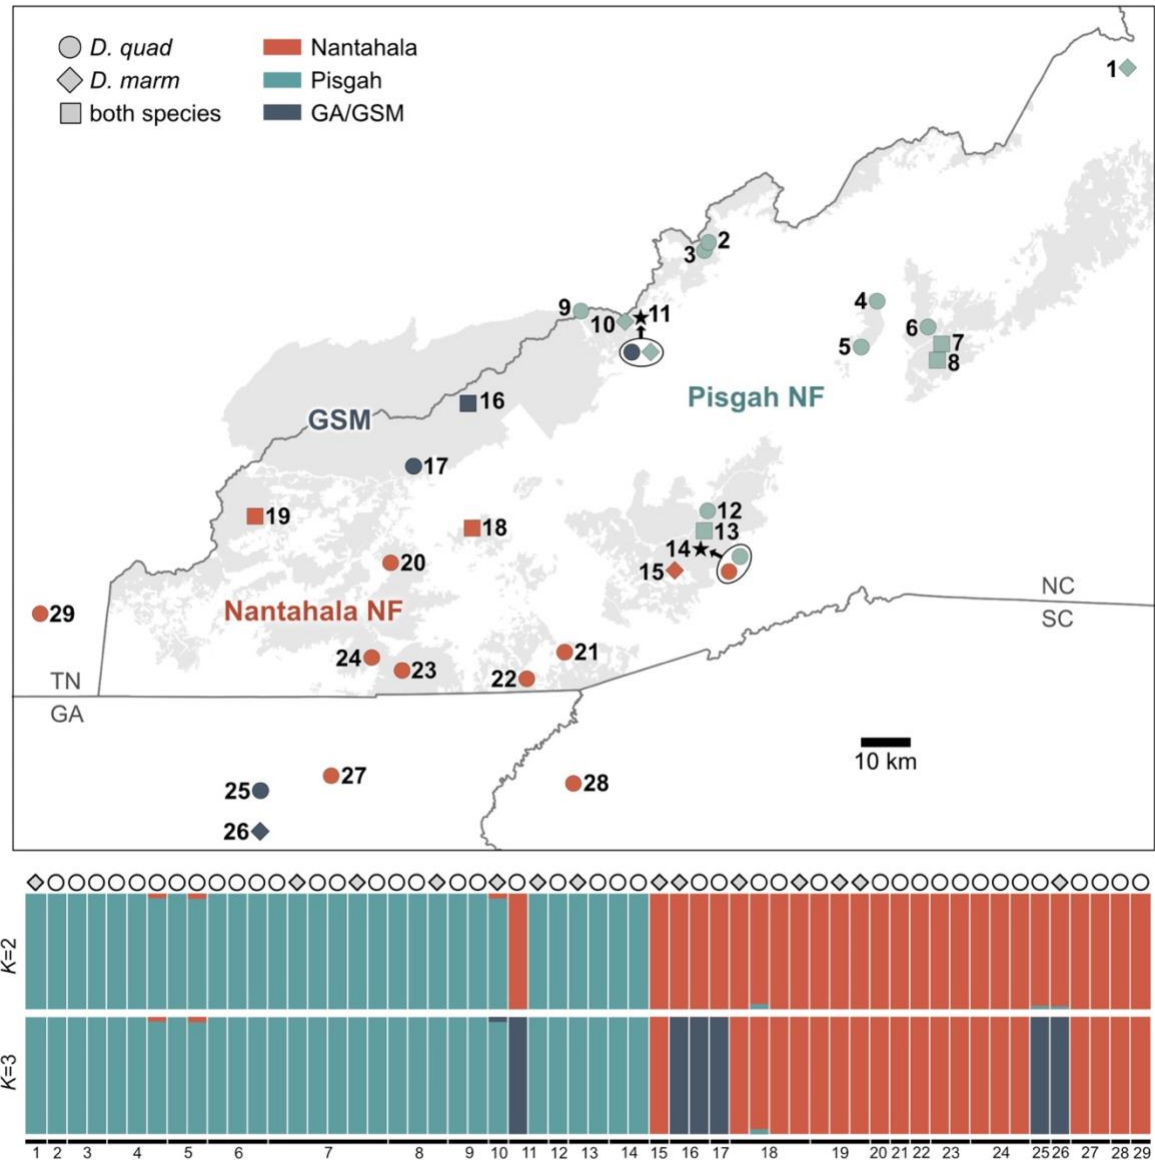 D. quad
D. marm
both species
Nantahala
Pisgah
GA/GSM
1
2
3
9
10
11
4
5
6
7
8
Pisgah NF
16
GSM
17
19
18
12
13
14
15
20
29
Nantahala NF
NC
SC
21
24
23
22
TN
GA
10 km
25
27
28
26
K=2
K=3
1 2 3 4 5 6 7 8 9 10 11 12 13 14 15 16 17 18 19 20 21 22 23 24 25 26 27 28 29